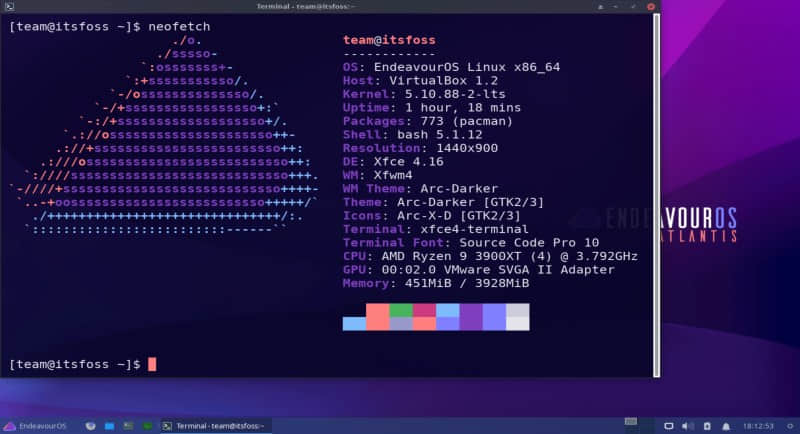 Terminal - team@itsfoss:~
[team@itsfoss ~]$ neofetch
./o.
./sssso-
`:osssssss+-
`:+sssssssssso/.
`-/ossssssssssssso/.
`-/+sssssssssssssssso+:`
`-:/+sssssssssssssssssso+/.
`.://osssssssssssssssssssso++-
.://+ssssssssssssssssssssssso++:
.:///ossssssssssssssssssssssssso++:
`:////ssssssssssssssssssssssssssso+++.
`-////+ssssssssssssssssssssssssssso++++-
`..-+oosssssssssssssssssssssssso+++++/`
./++++++++++++++++++++++++++++++/:.
`:::::::::::::::::::::::::------``
team@itsfoss
------------
OS: EndeavourOS Linux x86_64
Host: VirtualBox 1.2
Kernel: 5.10.88-2-lts
Uptime: 1 hour, 18 mins
Packages: 773 (pacman)
Shell: bash 5.1.12
Resolution: 1440x900
DE: Xfce 4.16
WM: Xfwm4
WM Theme: Arc-Darker
Theme: Arc-Darker [GTK2/3]
Icons: Arc-X-D [GTK2/3]
Terminal: xfce4-terminal
Terminal Font: Source Code Pro 10
CPU: AMD Ryzen 9 3900XT (4) @ 3.792GHz
GPU: 00:02.0 VMware SVGA II Adapter
Memory: 451MiB / 3928MiB
[team@itsfoss ~]$
ENDEAVOUROS
ATLANTIS
EndeavourOS
Terminal - team@itsfoss:~
18:12:53